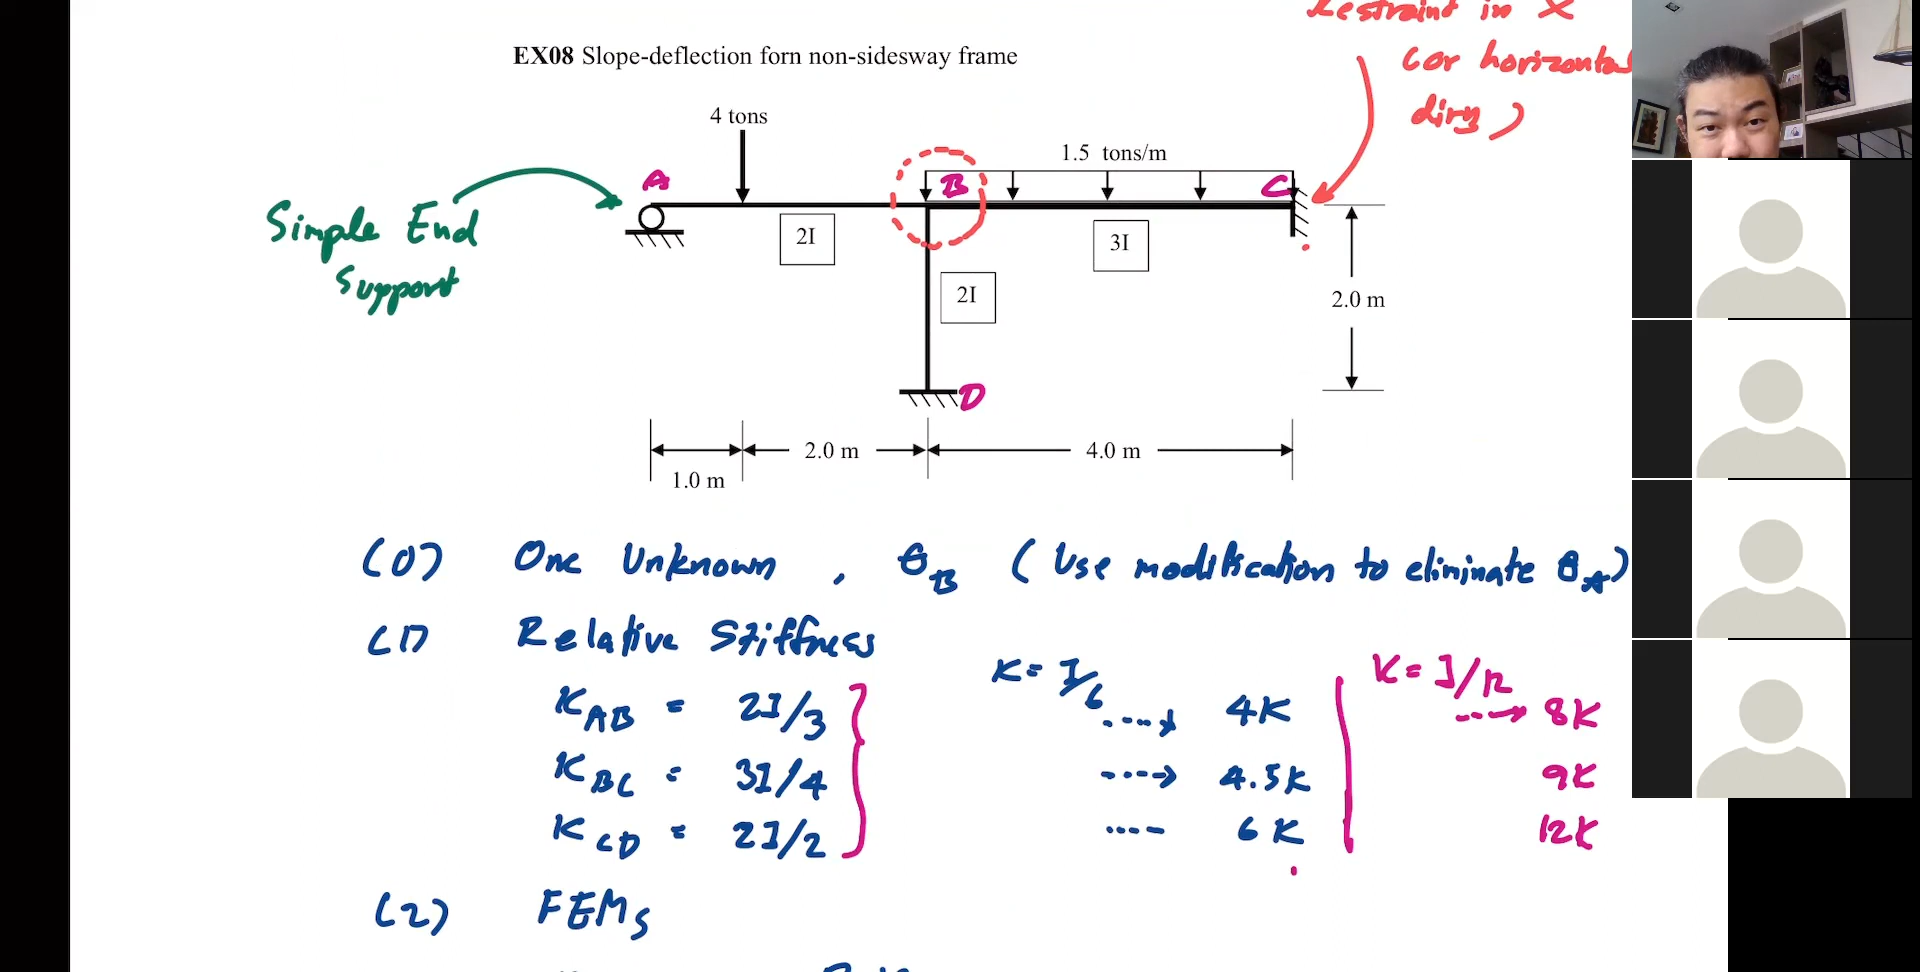 Restraint in X
EX08 Slope-deflection forn non-sidesway frame
(or horizontal
dirn)
4 tons
1.5 tons/m
A
B
C
Simple End
Support
2I
3I
2I
2.0 m
D
2.0 m
4.0 m
1.0 m
(0) One Unknown, θB (Use modification to eliminate θA)
(1) Relative Stiffness
K = I/6
K = I/12
KAB = 2I/3 ----> 4K ---> 8K
KBC = 3I/4 ----> 4.5K 9K
KCD = 2I/2 ---- 6K 12K
(2) FEMs